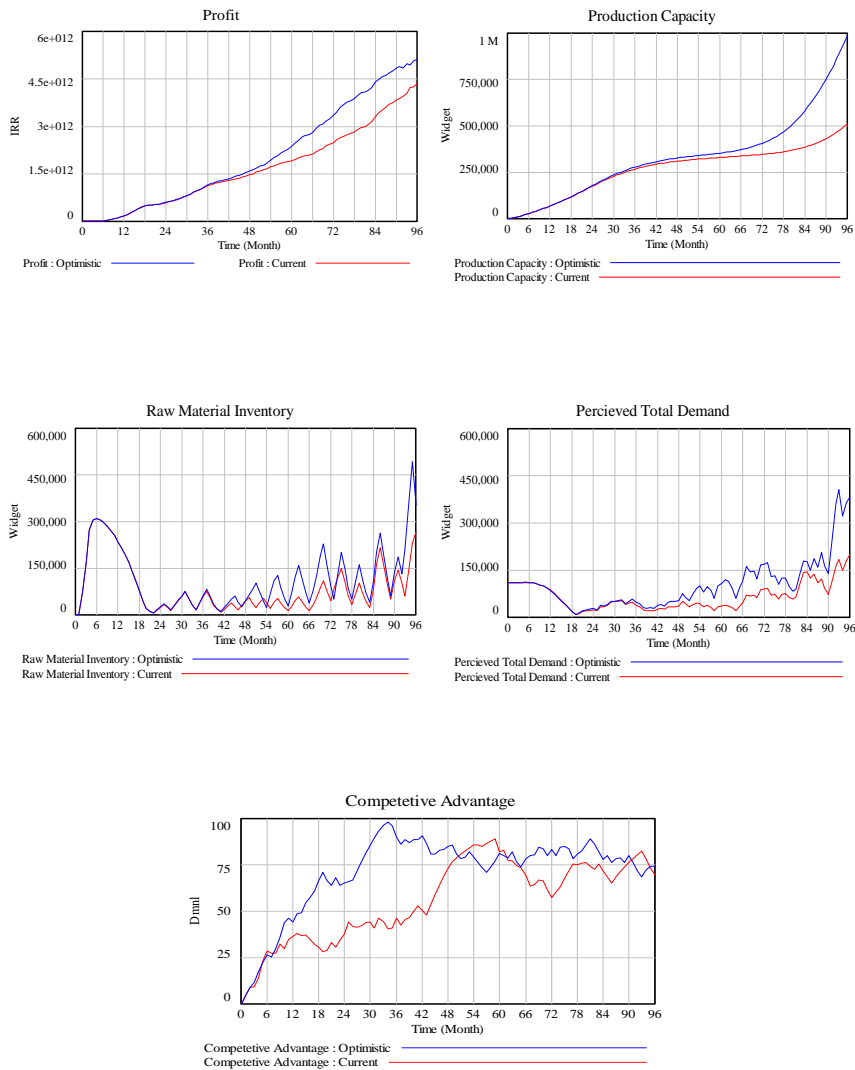 Profit
6e+012
4.5e+012
3e+012
1.5e+012
0
IRR
0 12 24 36 48 60 72 84 96
Time (Month)
Profit : Optimistic
Profit : Current
Production Capacity
1 M
750,000
500,000
250,000
0
Widget
0 6 12 18 24 30 36 42 48 54 60 66 72 78 84 90 96
Time (Month)
Production Capacity : Optimistic
Production Capacity : Current
Raw Material Inventory
600,000
450,000
300,000
150,000
0
Widget
0 6 12 18 24 30 36 42 48 54 60 66 72 78 84 90 96
Time (Month)
Raw Material Inventory : Optimistic
Raw Material Inventory : Current
Percieved Total Demand
600,000
450,000
300,000
150,000
0
Widget
0 6 12 18 24 30 36 42 48 54 60 66 72 78 84 90 96
Time (Month)
Percieved Total Demand : Optimistic
Percieved Total Demand : Current
Competetive Advantage
100
75
50
25
0
Dmnl
0 6 12 18 24 30 36 42 48 54 60 66 72 78 84 90 96
Time (Month)
Competetive Advantage : Optimistic
Competetive Advantage : Current